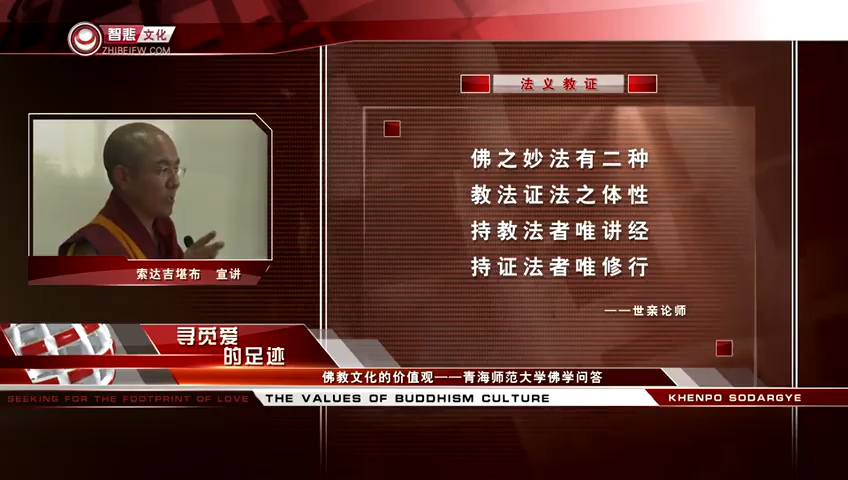 智悲文化
ZHIBEIFW.COM
法义教证
佛之妙法有二种
教法证法之体性
持教法者唯讲经
持证法者唯修行
——世亲论师
索达吉堪布 宣讲
寻觅爱
的足迹
佛教文化的价值观——青海师范大学佛学问答
SEEKING FOR THE FOOTPRINT OF LOVE
THE VALUES OF BUDDHISM CULTURE
KHENPO SODARGYE